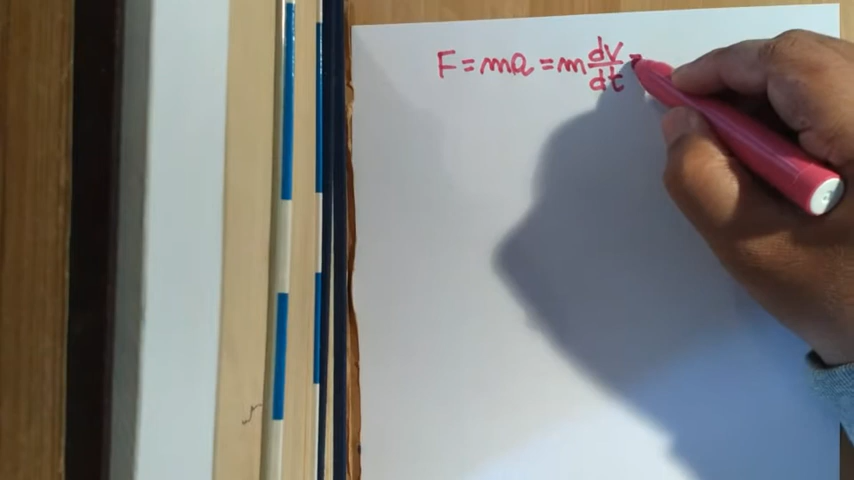 F = ma = m dv/dt =